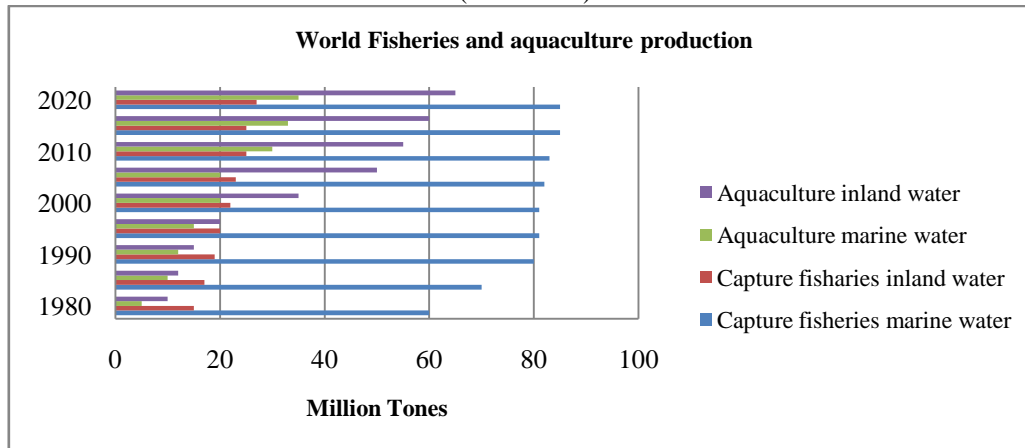 World Fisheries and aquaculture production
2020
2010
2000
1990
1980
0 20 40 60 80 100
Million Tones
Aquaculture inland water
Aquaculture marine water
Capture fisharies inland water
Capture fisheries marine water